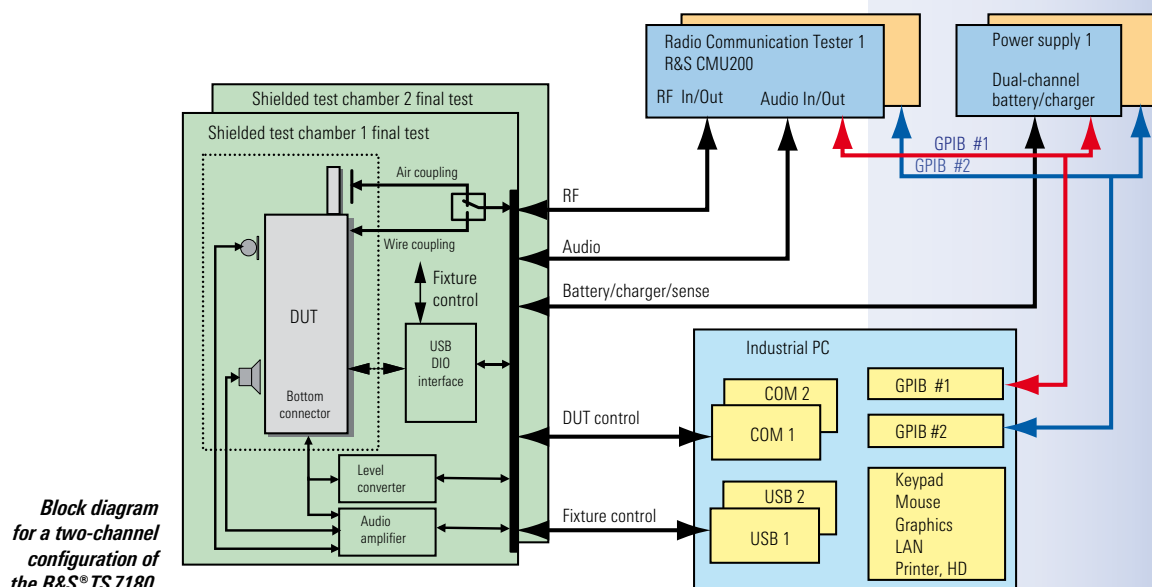 Radio Communication Tester 1
R&S CMU200
RF In/Out
Audio In/Out
Power supply 1
Dual-channel
battery/charger
GPIB #1
GPIB #2
Shielded test chamber 2 final test
Shielded test chamber 1 final test
Air coupling
Wire coupling
Fixture
control
DUT
USB
DIO
interface
Bottom
connector
Level
converter
Audio
amplifier
RF
Audio
Battery/charger/sense
DUT control
Fixture control
Industrial PC
COM 2
COM 1
USB 2
USB 1
GPIB #1
GPIB #2
Keypad
Mouse
Graphics
LAN
Printer, HD
Block diagram
for a two-channel
configuration of
the R&S®TS 7180.